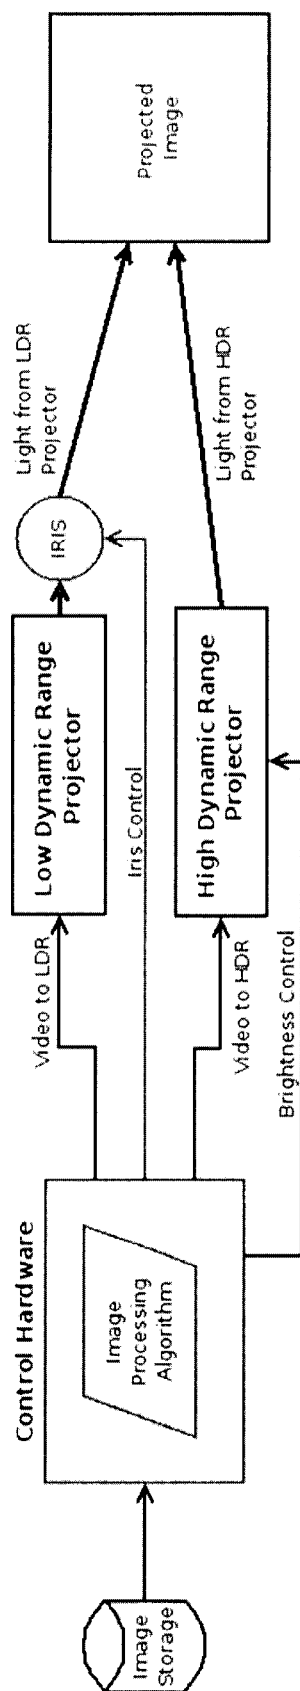 Image
Storage
Control Hardware
Image
Processing
Algorithm
Video to LDR
Iris Control
Video to HDR
Brightness Control
Low Dynamic Range
Projector
High Dynamic Range
Projector
IRIS
Light from LDR
Projector
Light from HDR
Projector
Projected
Image